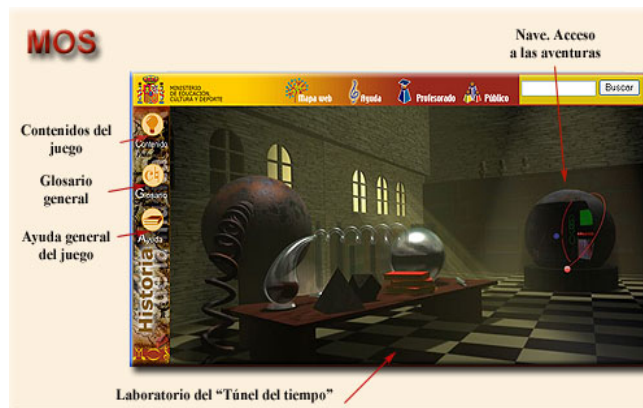 MOS
Nave. Acceso
a las aventuras
MINISTERIO
DE EDUCACIÓN,
CULTURA Y DEPORTE
Mapa web
Ayuda
Profesorado
Público
Buscar
Contenidos del
juego
Contenido
Glosario
general
Glosario
Ayuda general
del juego
Ayuda
Historia
Laboratorio del “Túnel del tiempo”